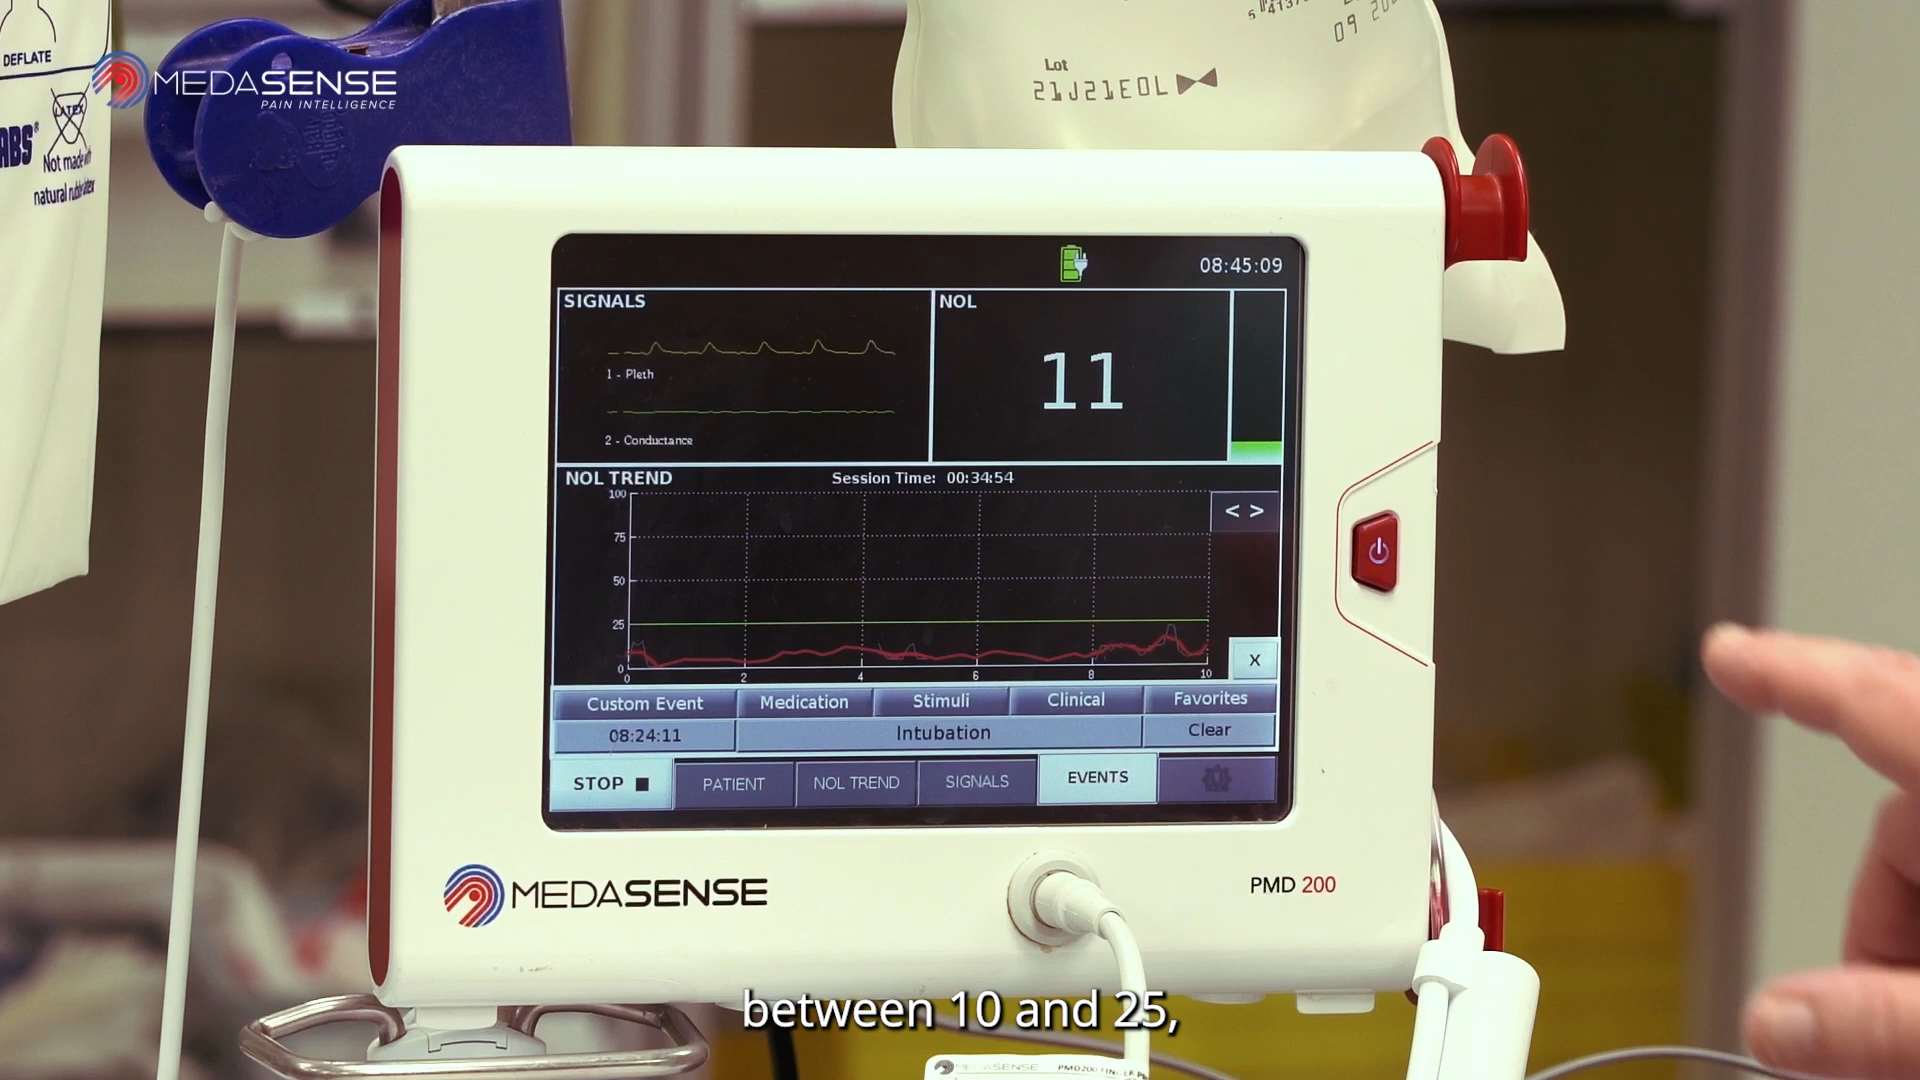 DEFLATE
LATEX
ABS®
Not made with
natural rubber latex
MEDASENSE
PAIN INTELLIGENCE
Lot
21J21EOL
08:45:09
SIGNALS
NOL
11
1 - Pleth
2 - Conductance
NOL TREND
Session Time: 00:34:54
100
75
50
25
0
0 2 4 6 8 10
< >
X
Custom Event Medication Stimuli Clinical Favorites
08:24:11 Intubation Clear
STOP PATIENT NOL TREND SIGNALS EVENTS
MEDASENSE
PMD 200
between 10 and 25,
MEDASENSE